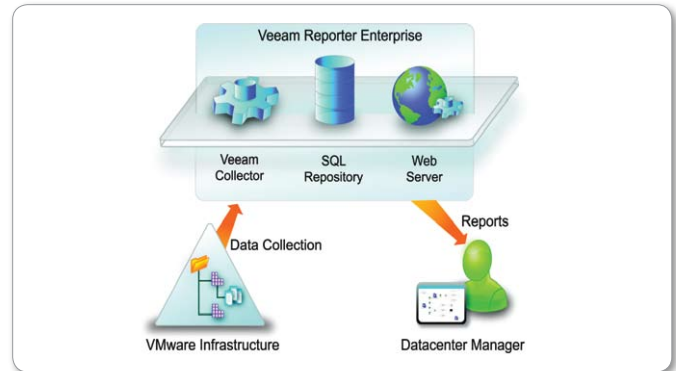 Veeam Reporter Enterprise
Veeam
Collector
SQL
Repository
Web
Server
Reports
Data Collection
VMware Infrastructure
Datacenter Manager